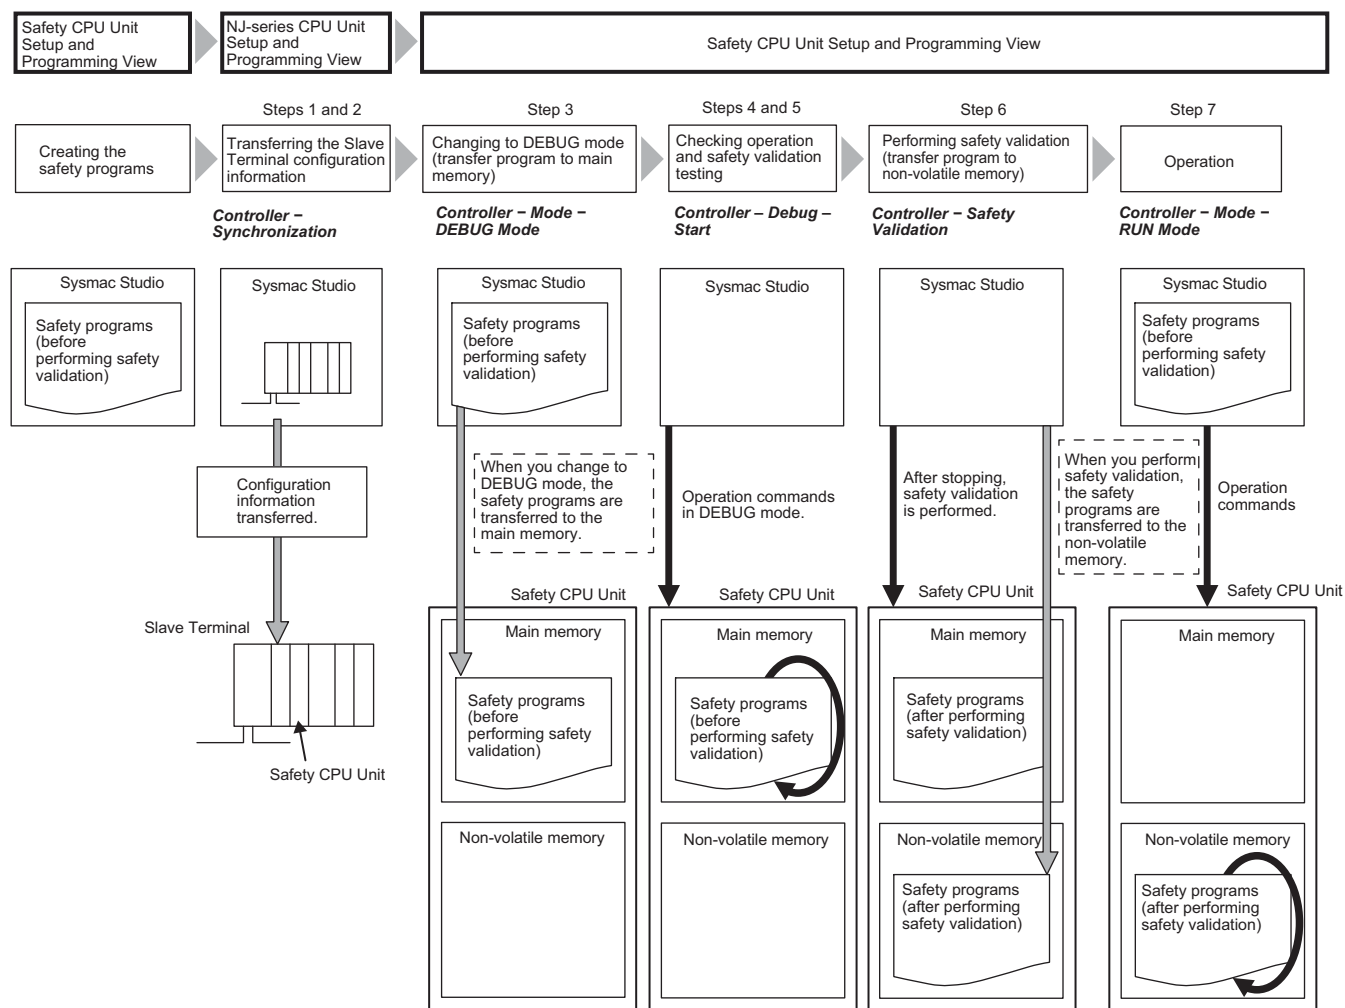 Safety CPU Unit
Setup and
Programming View
NJ-series CPU Unit
Setup and
Programming View
Safety CPU Unit Setup and Programming View
Steps 1 and 2
Step 3
Steps 4 and 5
Step 6
Step 7
Creating the
safety programs
Transferring the Slave
Terminal configuration
information
Changing to DEBUG mode
(transfer program to main
memory)
Checking operation
and safety validation
testing
Performing safety validation
(transfer program to
non-volatile memory)
Operation
Controller − 
Synchronization
Controller − Mode −
DEBUG Mode
Controller – Debug –
Start
Controller − Safety
Validation
Controller − Mode −
RUN Mode
Sysmac Studio
Safety programs
(before
performing safety
validation)
Sysmac Studio
Sysmac Studio
Safety programs
(before
performing safety
validation)
Sysmac Studio
Sysmac Studio
Sysmac Studio
Safety programs
(before
performing safety
validation)
Configuration
information
transferred.
When you change to
DEBUG mode, the
safety programs are
transferred to the
main memory.
Operation commands
in DEBUG mode.
After stopping,
safety validation
is performed.
When you perform
safety validation,
the safety
programs are
transferred to the
non-volatile
memory.
Operation
commands
Slave Terminal
Safety CPU Unit
Safety CPU Unit
Main memory
Safety programs
(before
performing safety
validation)
Non-volatile memory
Safety CPU Unit
Main memory
Safety programs
(before
performing safety
validation)
Non-volatile memory
Safety CPU Unit
Main memory
Safety programs
(after performing
safety validation)
Non-volatile memory
Safety programs
(after performing
safety validation)
Safety CPU Unit
Main memory
Non-volatile memory
Safety programs
(after performing
safety validation)